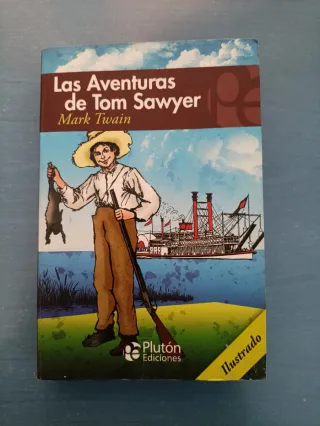 Las Aventuras
de Tom Sawyer
Mark Twain
Plutón
Ediciones
Ilustrado